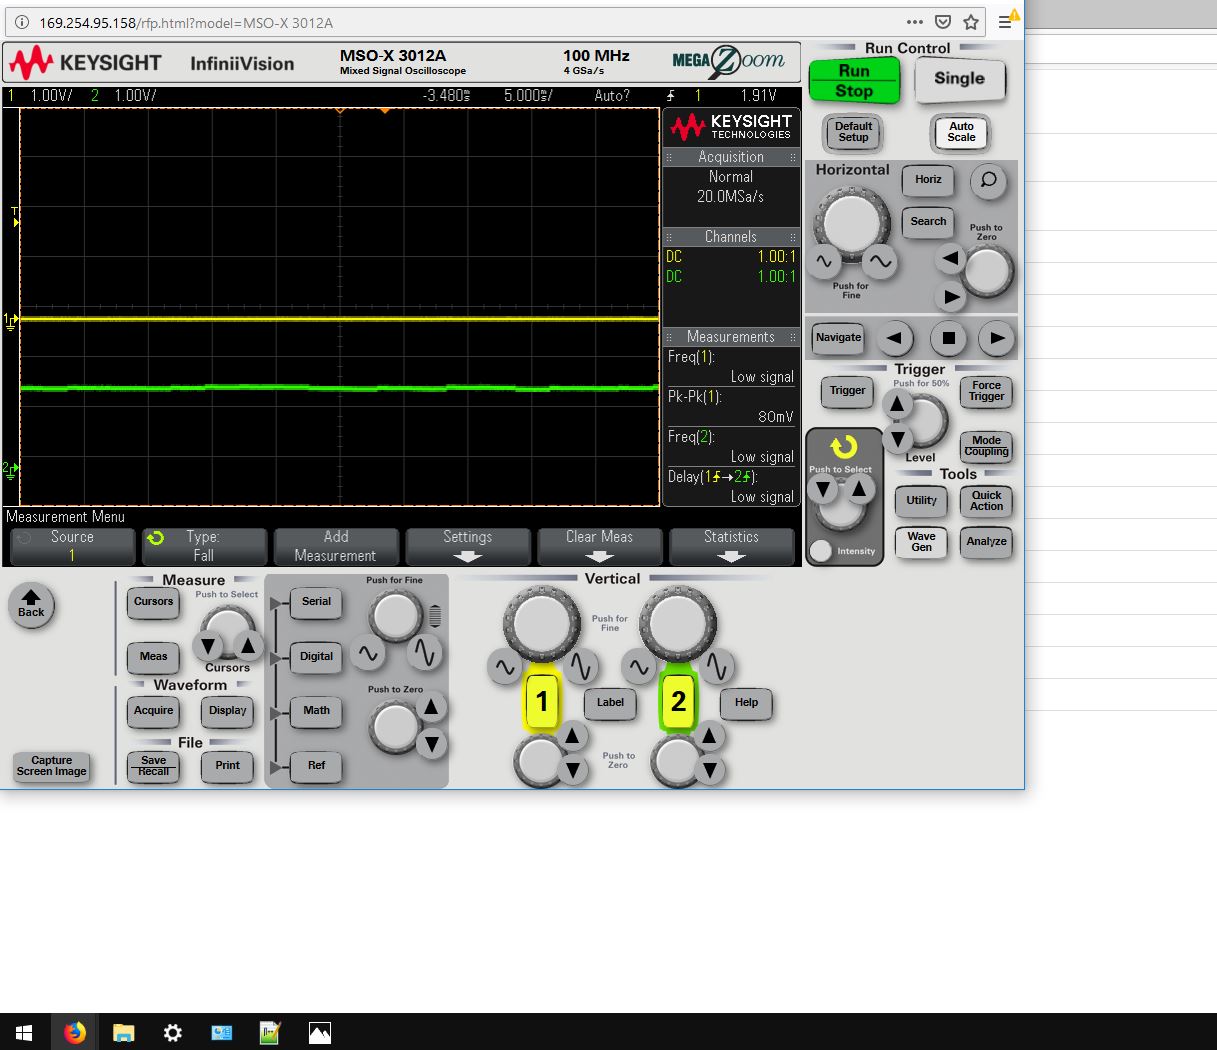 169.254.95.158/rfp.html?model=MSO-X 3012A
KEYSIGHT InfiniiVision
MSO-X 3012A
Mixed Signal Oscilloscope
100 MHz
4 GSa/s
MEGA Zoom
1 1.00V/ 2 1.00V/ -3.480ms 5.000ms/ Auto? 1 1.91V
KEYSIGHT
TECHNOLOGIES
Acquisition
Normal
20.0MSa/s
Channels
DC 1.00:1
DC 1.00:1
Measurements
Freq(1):
Low signal
Pk-Pk(1):
80mV
Freq(2):
Low signal
Delay(1→2):
Low signal
T
1
2
Measurement Menu
Source
1
Type:
Fall
Add
Measurement
Settings
Clear Meas
Statistics
Run Control
Run
Stop
Single
Default
Setup
Auto
Scale
Horizontal
Horiz
Search
Push to
Zero
Push for
Fine
Navigate
Trigger
Trigger
Push for 50%
Force
Trigger
Level
Mode
Coupling
Push to Select
Intensity
Tools
Utility
Quick
Action
Wave
Gen
Analyze
Back
Capture
Screen Image
Measure
Cursors
Push to Select
Meas
Cursors
Waveform
Acquire
Display
File
Save
Recall
Print
Serial
Digital
Math
Ref
Push for Fine
Push to Zero
Vertical
Push for
Fine
1
Label
2
Help
Push to
Zero